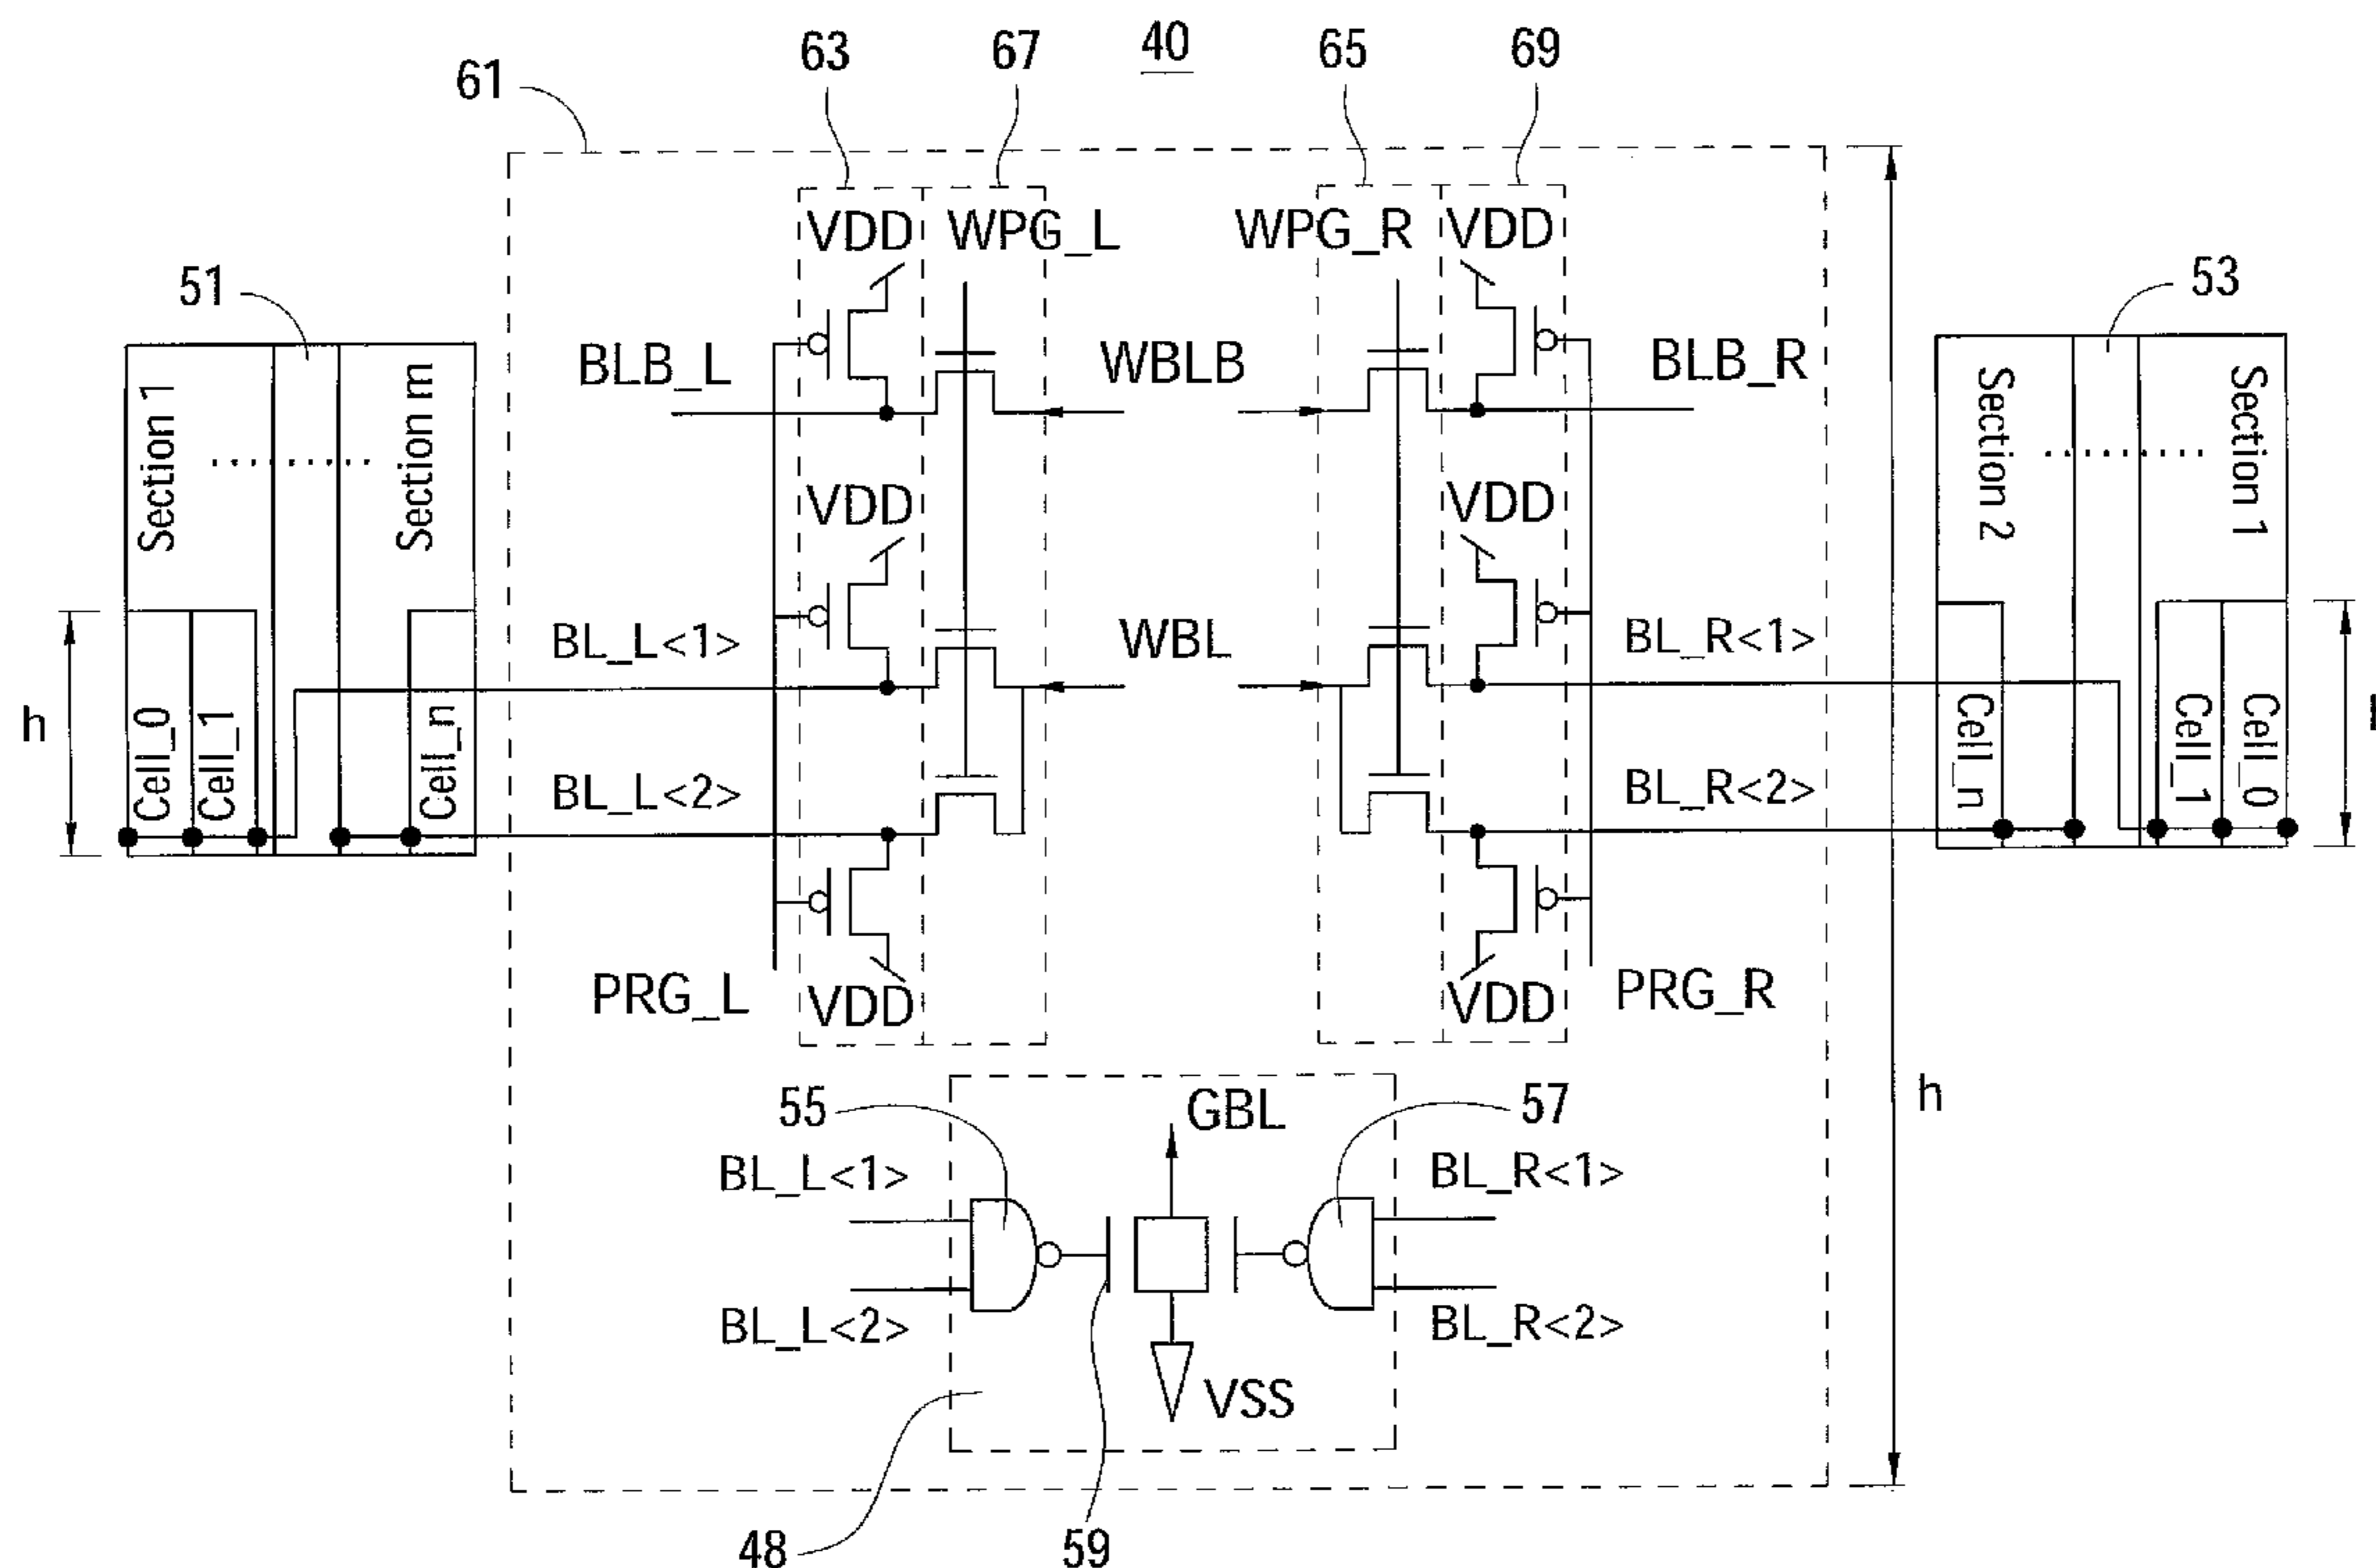 40
63
67
65
69
61
51
53
VDD
WPG_L
WPG_R
VDD
BLB_L
WBLB
BLB_R
Section 1
Section m
Section 2
Section 1
VDD
VDD
BL_L<1>
WBL
BL_R<1>
h
Cell_0
Cell_1
Cell_n
BL_L<2>
BL_R<2>
Cell_n
Cell_1
Cell_0
PRG_L
VDD
VDD
PRG_R
55
GBL
57
h
BL_L<1>
BL_R<1>
BL_L<2>
BL_R<2>
VSS
48
59